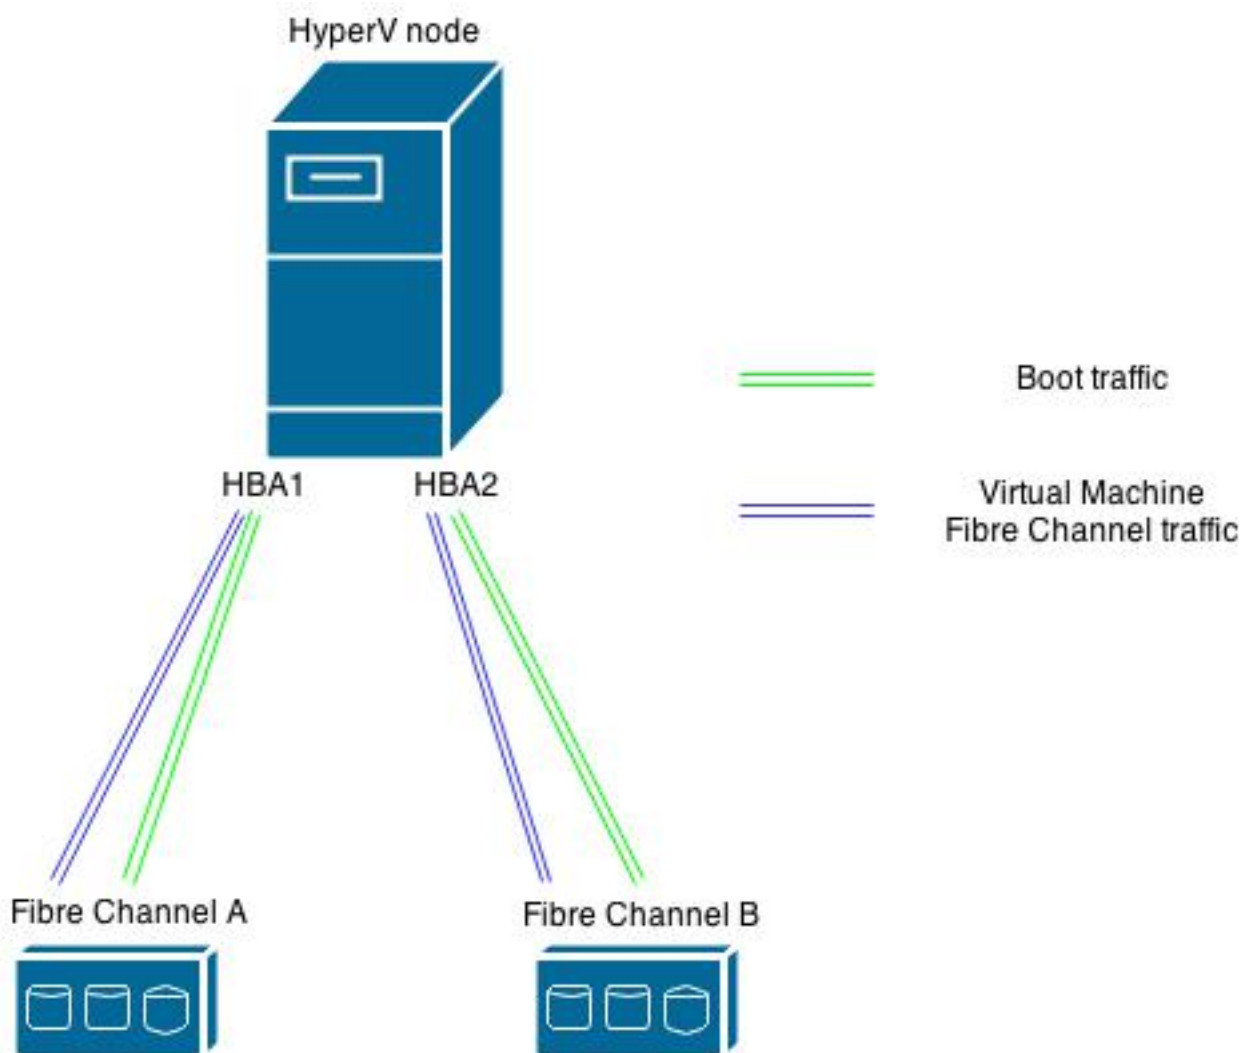 HyperV node
Boot traffic
HBA1
HBA2
Virtual Machine
Fibre Channel traffic
Fibre Channel A
Fibre Channel B